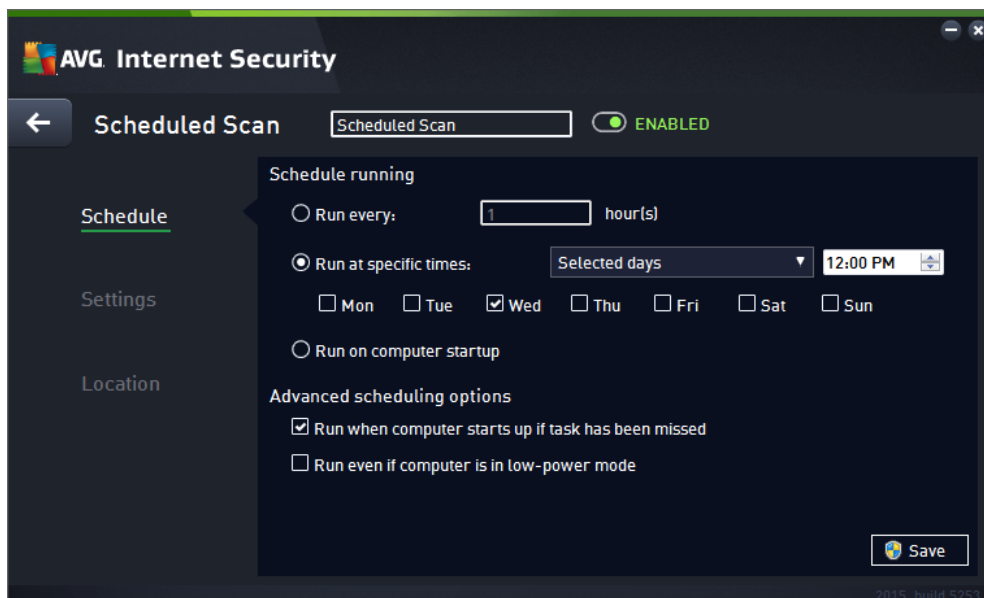 AVG. Internet Security
Scheduled Scan
Scheduled Scan
ENABLED
Schedule
Settings
Location
Schedule running
Run every:
1
hour(s)
Run at specific times:
Selected days
12:00 PM
Mon Tue Wed Thu Fri Sat Sun
Run on computer startup
Advanced scheduling options
Run when computer starts up if task has been missed
Run even if computer is in low-power mode
Save
2015, build 5253